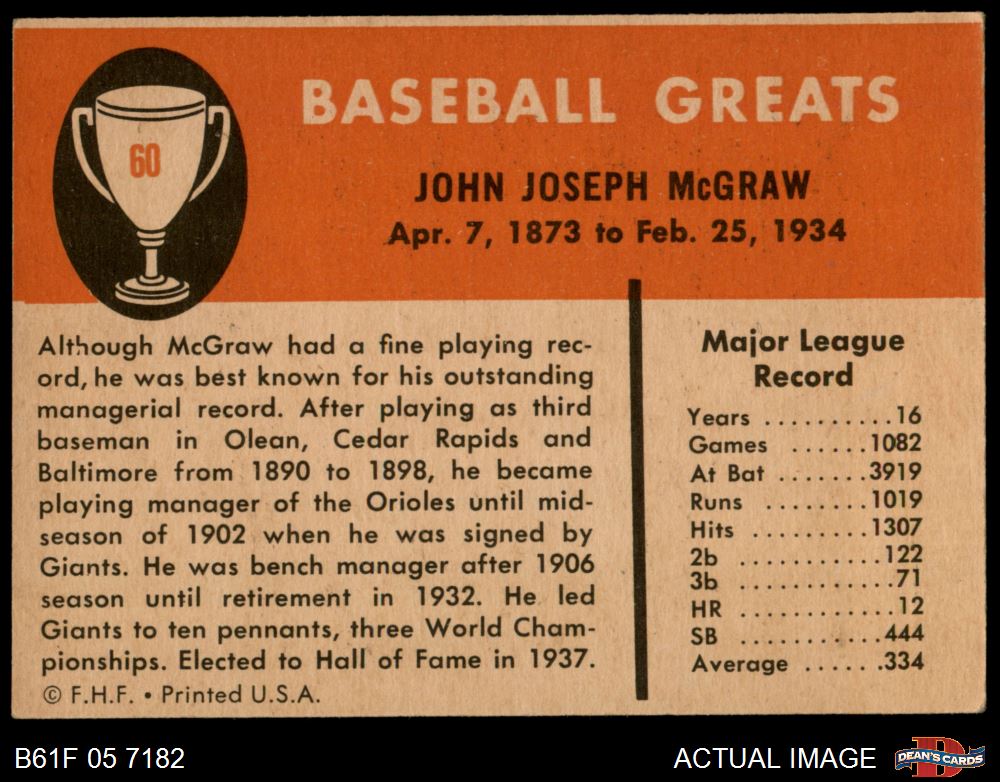 60
BASEBALL GREATS
JOHN JOSEPH McGRAW
Apr. 7, 1873 to Feb. 25, 1934
Although McGraw had a fine playing rec-
ord, he was best known for his outstanding
managerial record. After playing as third
baseman in Olean, Cedar Rapids and
Baltimore from 1890 to 1898, he became
playing manager of the Orioles until mid-
season of 1902 when he was signed by
Giants. He was bench manager after 1906
season until retirement in 1932. He led
Giants to ten pennants, three World Cham-
pionships. Elected to Hall of Fame in 1937.
© F.H.F. • Printed U.S.A.
Major League
Record
Years ..........16
Games ......1082
At Bat .......3919
Runs ........1019
Hits .........1307
2b ..........122
3b ...........71
HR ............12
SB ..........444
Average ......334
B61F 05 7182
ACTUAL IMAGE
D
DEAN'S CARDS